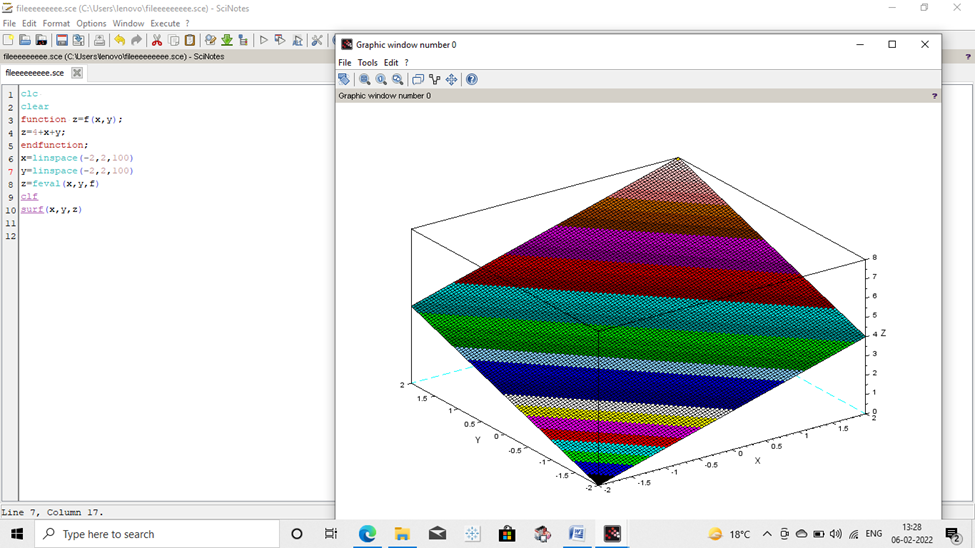 fileeeeeeeee.sce (C:\Users\lenovo\fileeeeeeeee.sce) - SciNotes
File Edit Format Options Window Execute ?
fileeeeeeeee.sce (C:\Users\lenovo\fileeeeeeeee.sce) - SciNotes
?
fileeeeeeeee.sce
1 clc
2 clear
3 function z=f(x,y);
4 z=4+x+y;
5 endfunction;
6 x=linspace(-2,2,100)
7 y=linspace(-2,2,100)
8 z=feval(x,y,f)
9 clf
10 surf(x,y,z)
11
12
Line 7, Column 17.
Graphic window number 0
File Tools Edit ?
Graphic window number 0
?
8
7
6
5
4 Z
3
2
1
0
2
1.5
1
0.5
0
-0.5
-1
-1.5
-2
Y
2
1.5
1
0.5
0
-0.5
-1
-1.5
-2
X
Type here to search
18°C
ENG
13:28
06-02-2022
2